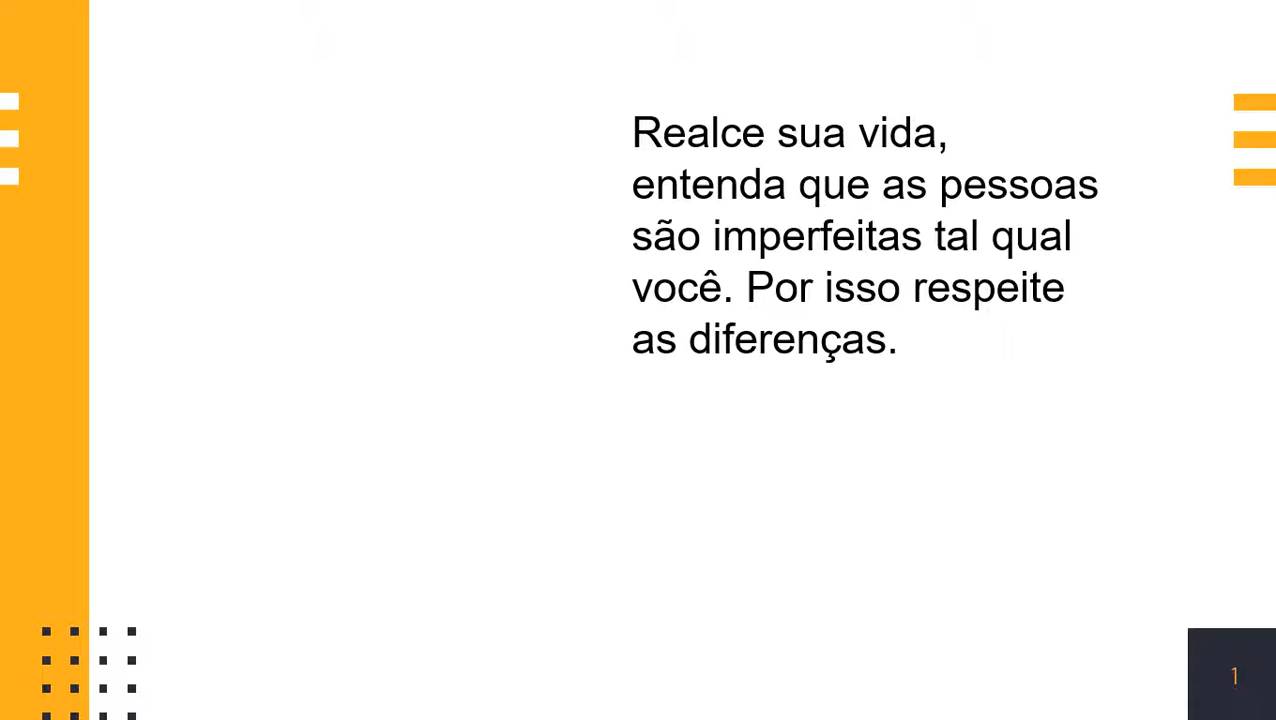 Realce sua vida,
entenda que as pessoas
são imperfeitas tal qual
você. Por isso respeite
as diferenças.
1